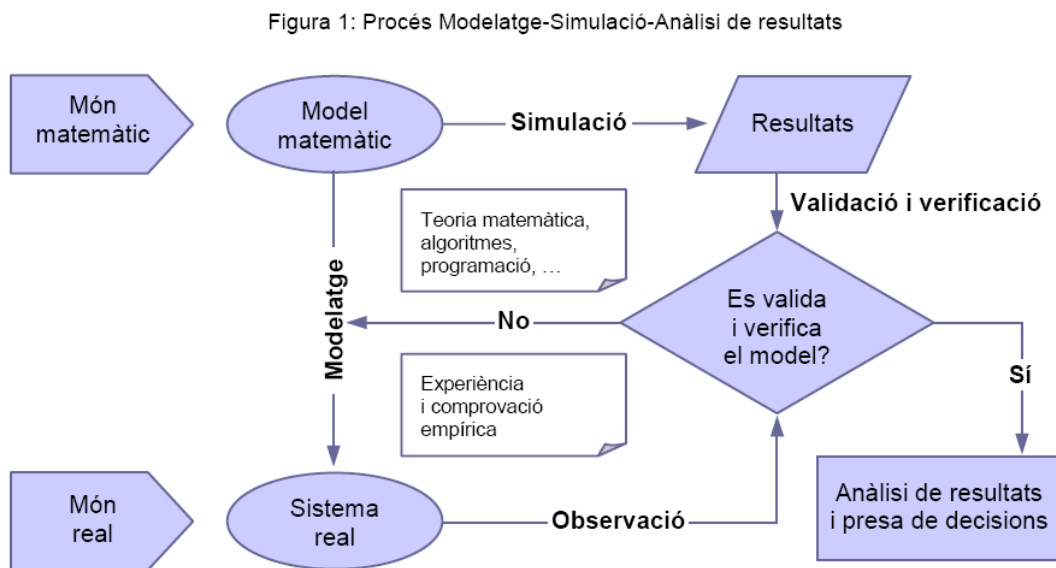 Figura 1: Procés Modelatge-Simulació-Anàlisi de resultats
Món
matemàtic
Model
matemàtic
Simulació
Resultats
Validació i verificació
Teoria matemàtica,
algoritmes,
programació, …
Modelatge
No
Es valida
i verifica
el model?
Sí
Experiència
i comprovació
empírica
Món
real
Sistema
real
Observació
Anàlisi de resultats
i presa de decisions